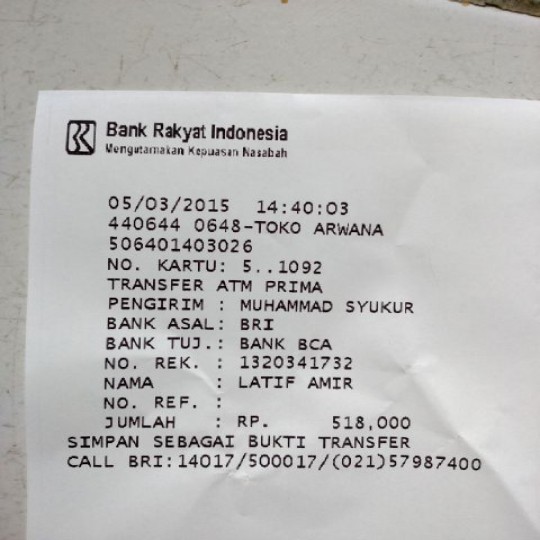 Bank Rakyat Indonesia
Mengutamakan Kepuasan Nasabah
05/03/2015 14:40:03
440644 0648-TOKO ARWANA
506401403026
NO. KARTU: 5..1092
TRANSFER ATM PRIMA
PENGIRIM : MUHAMMAD SYUKUR
BANK ASAL: BRI
BANK TUJ.: BANK BCA
NO. REK. : 1320341732
NAMA : LATIF AMIR
NO. REF. :
JUMLAH : RP. 518,000
SIMPAN SEBAGAI BUKTI TRANSFER
CALL BRI:14017/500017/(021)57987400